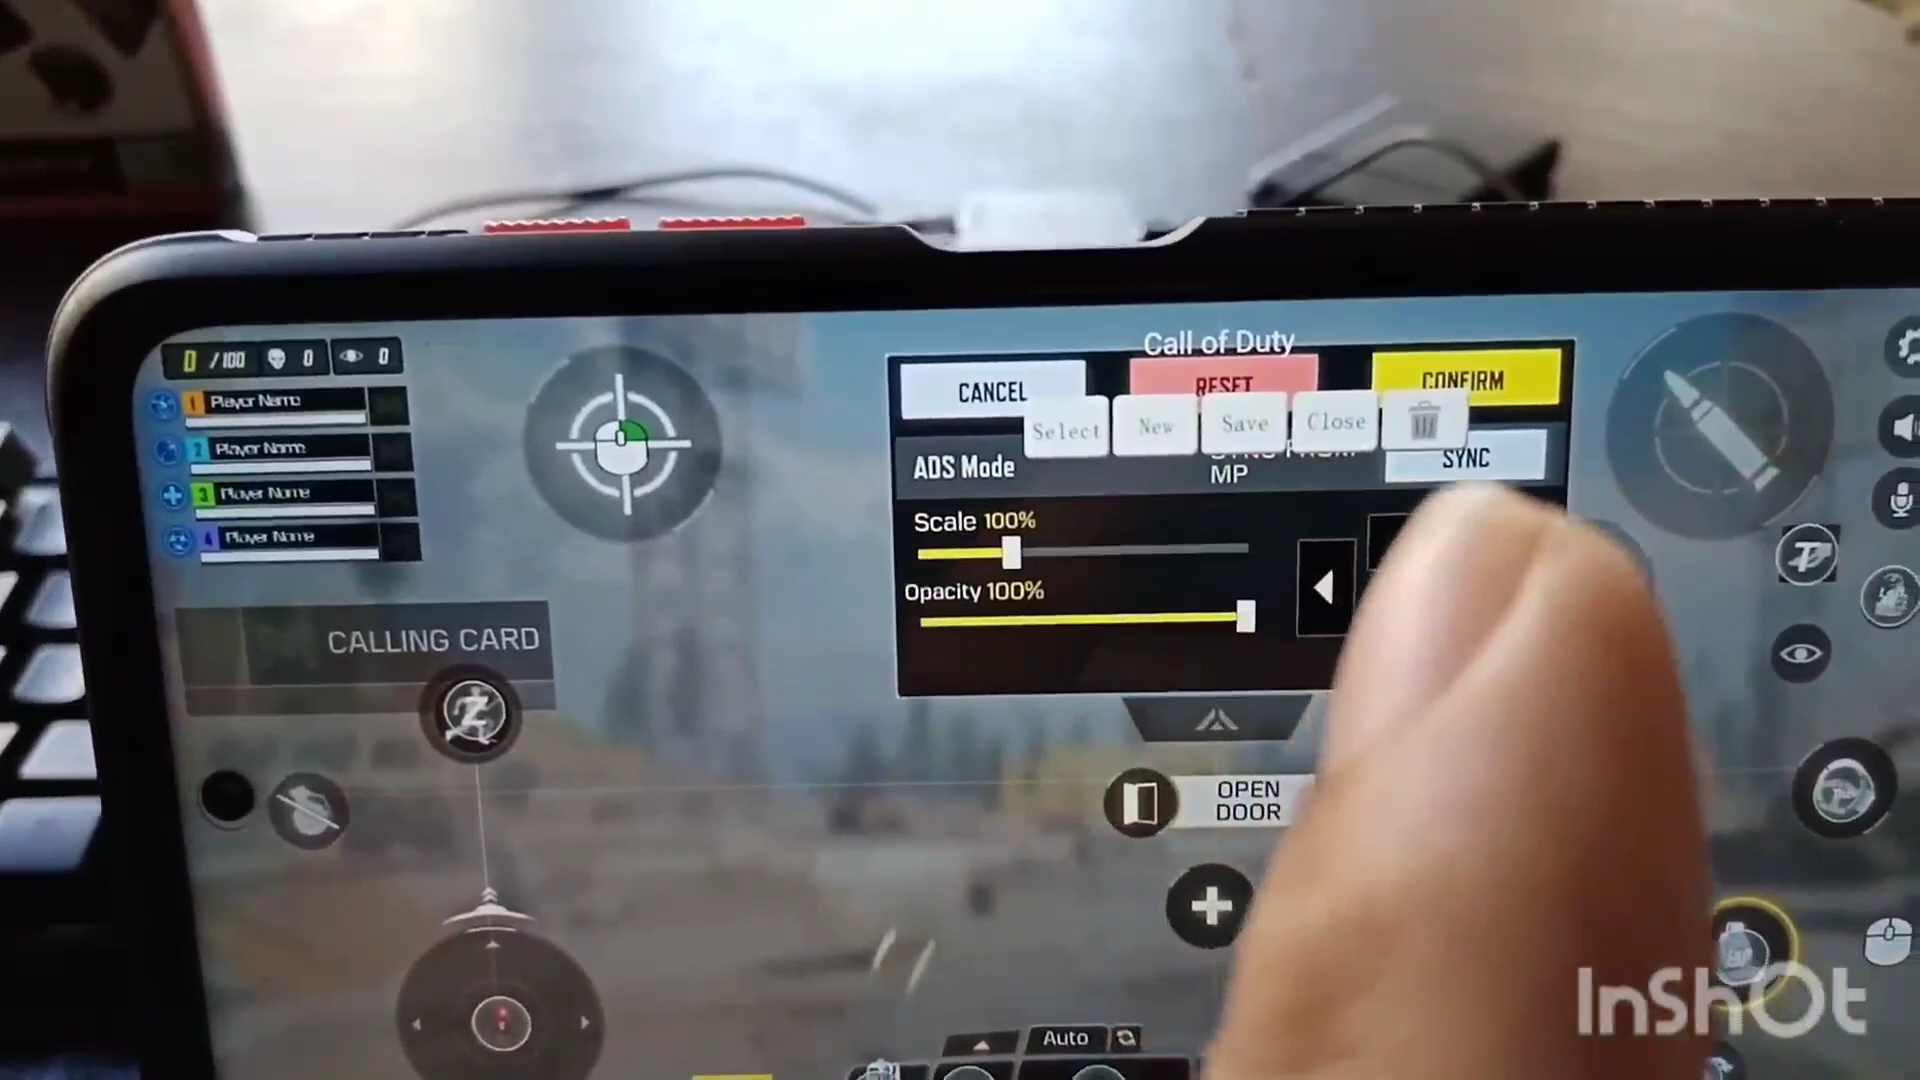 Call of Duty
0 / 100 0 0
CANCEL RESET CONFIRM
1 Player Name
Select New Save Close
2 Player Name
ADS Mode SYNC FROM MP SYNC
3 Player Name
Scale 100%
4 Player Name
Opacity 100%
CALLING CARD
OPEN
DOOR
Auto
InShOt